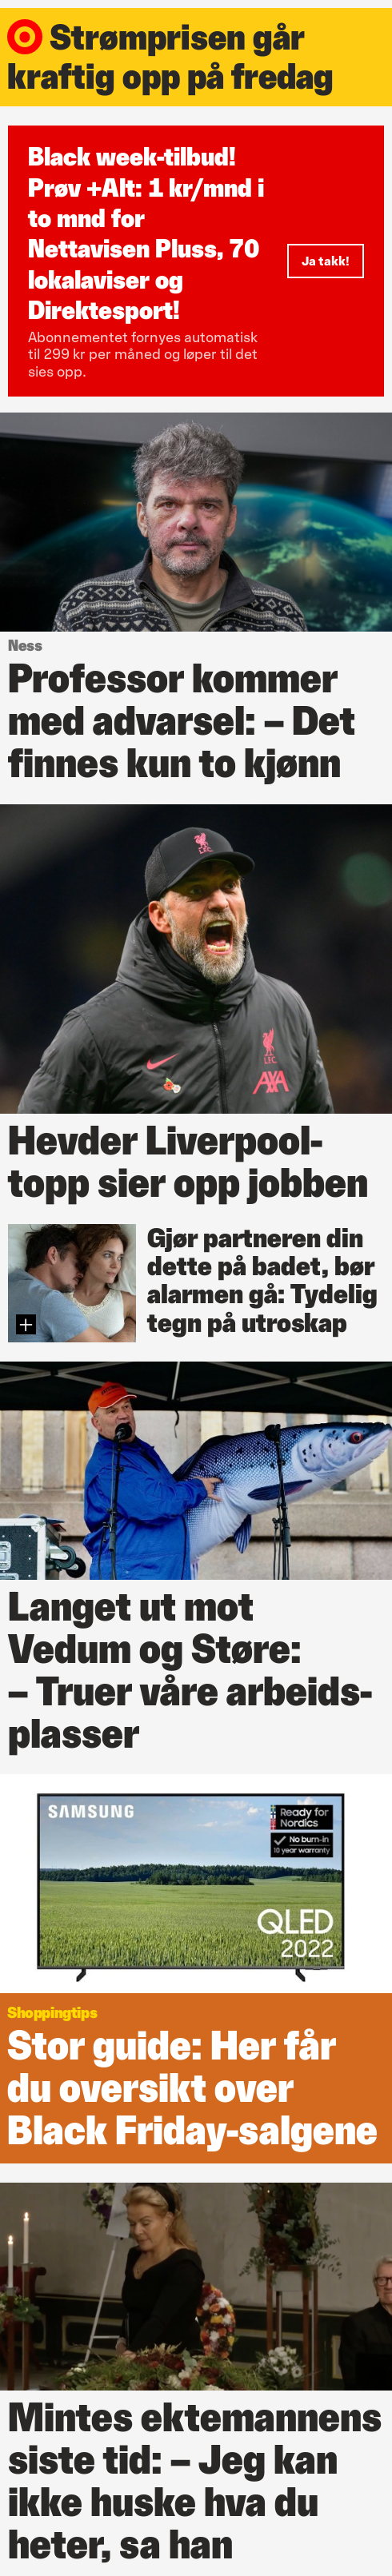 Strømprisen går
kraftig opp på fredag
Black week-tilbud!
Prøv +Alt: 1 kr/mnd i
to mnd for
Nettavisen Pluss, 70
lokalaviser og
Direktesport!
Abonnementet fornyes automatisk
til 299 kr per måned og løper til det
sies opp.
Ja takk!
Ness
Professor kommer
med advarsel: – Det
finnes kun to kjønn
L.F.C.
L.F.C.
AXA
Hevder Liverpool-
topp sier opp jobben
Gjør partneren din
dette på badet, bør
alarmen gå: Tydelig
tegn på utroskap
Langet ut mot
Vedum og Støre:
– Truer våre arbeids-
plasser
SAMSUNG
Ready for
Nordics
No burn-in
10 year warranty
QLED
2022
Shoppingtips
Stor guide: Her får
du oversikt over
Black Friday-salgene
Mintes ektemannens
siste tid: – Jeg kan
ikke huske hva du
heter, sa han